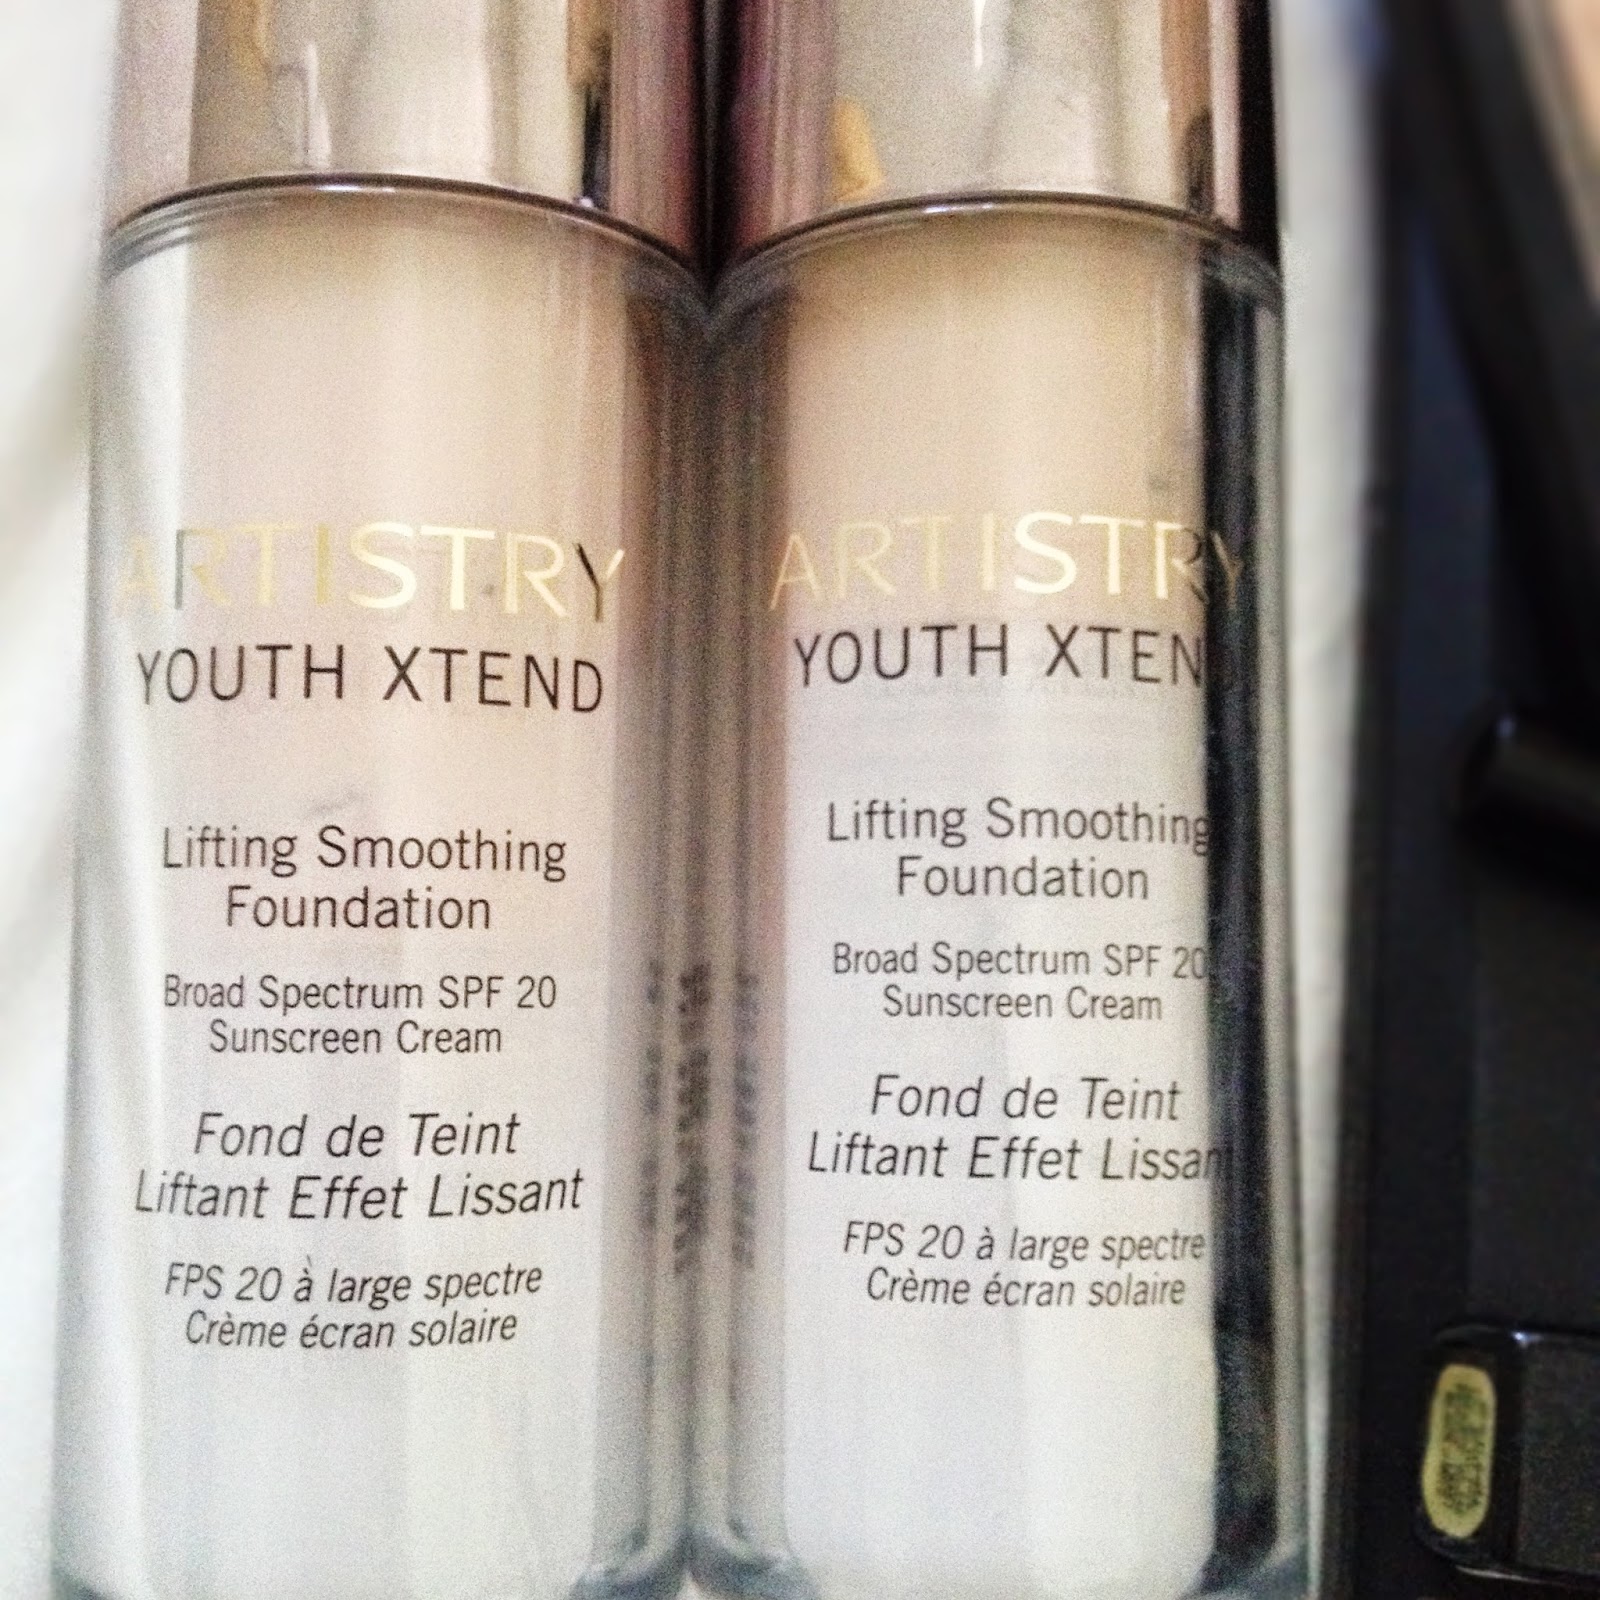 ARTISTRY
YOUTH XTEND
Lifting Smoothing
Foundation
Broad Spectrum SPF 20
Sunscreen Cream
Fond de Teint
Liftant Effet Lissant
FPS 20 à large spectre
Crème écran solaire
ARTISTRY
YOUTH XTEN
Lifting Smoothing
Foundation
Broad Spectrum SPF 20
Sunscreen Cream
Fond de Teint
Liftant Effet Lissan
FPS 20 à large spectre
Crème écran solaire